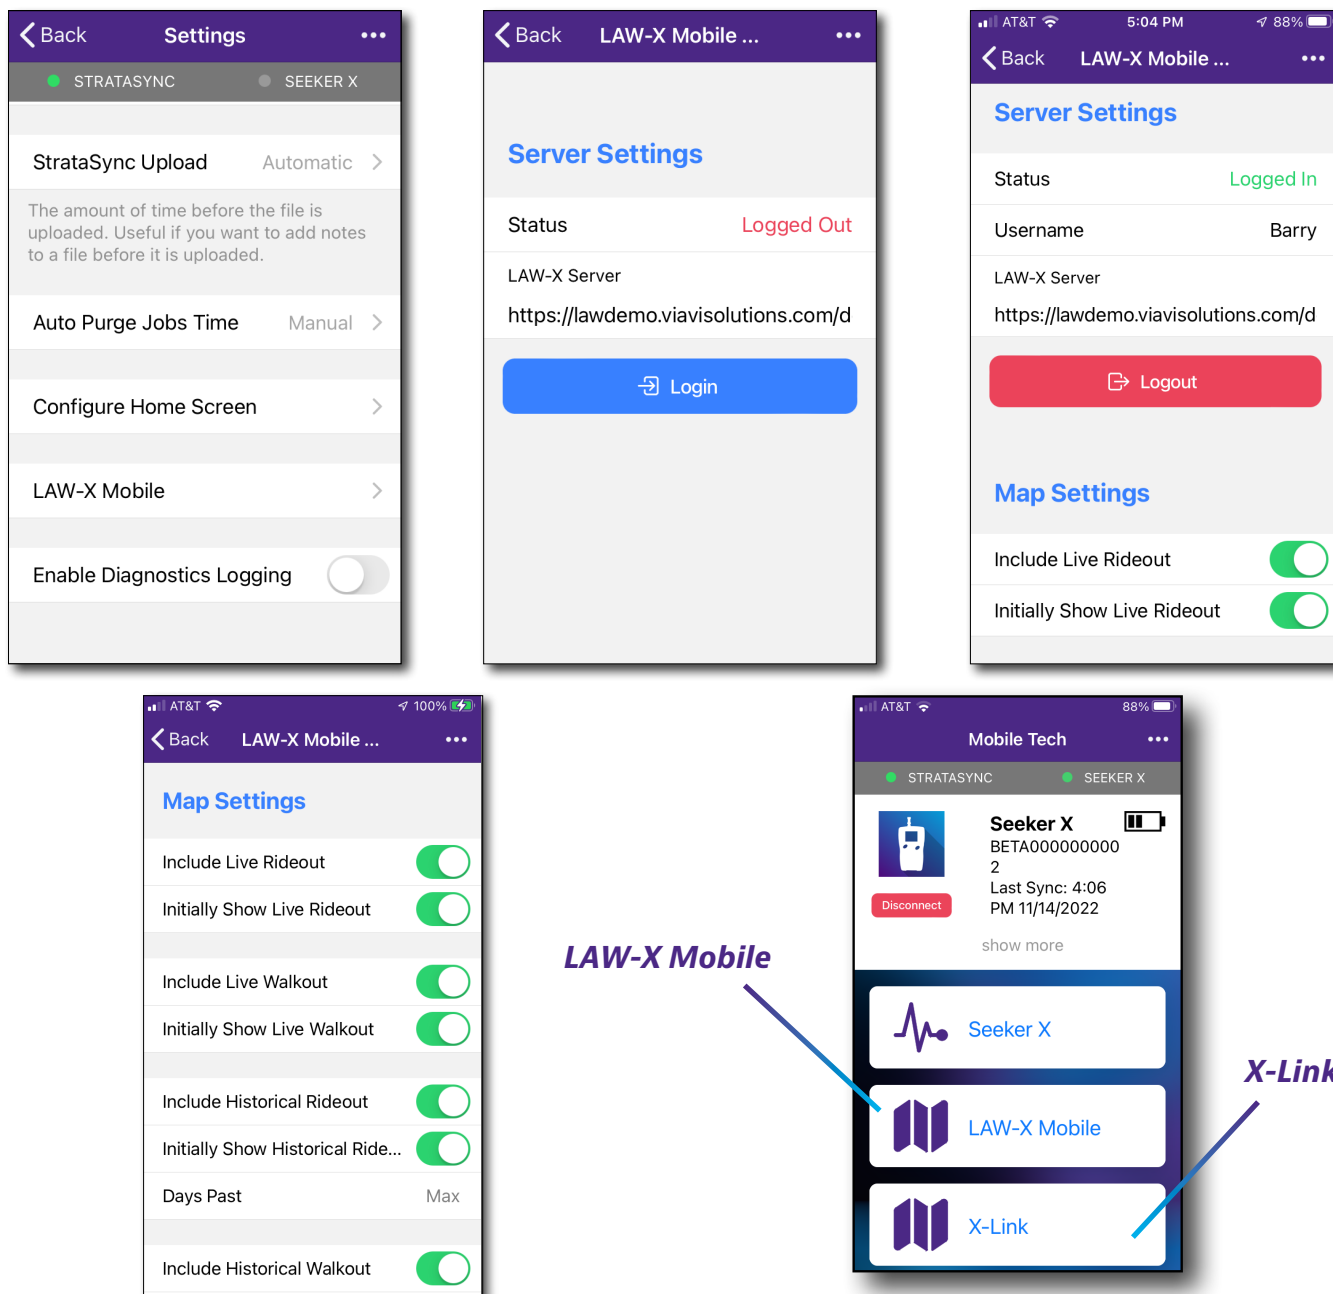 Back Settings
STRATASYNC SEEKER X
StrataSync Upload Automatic
The amount of time before the file is
uploaded. Useful if you want to add notes
to a file before it is uploaded.
Auto Purge Jobs Time Manual
Configure Home Screen
LAW-X Mobile
Enable Diagnostics Logging
Back LAW-X Mobile ...
Server Settings
Status Logged Out
LAW-X Server
https://lawdemo.viavisolutions.com/d
Login
AT&T 5:04 PM 88%
Back LAW-X Mobile ...
Server Settings
Status Logged In
Username Barry
LAW-X Server
https://lawdemo.viavisolutions.com/d
Logout
Map Settings
Include Live Rideout
Initially Show Live Rideout
AT&T 100%
Back LAW-X Mobile ...
Map Settings
Include Live Rideout
Initially Show Live Rideout
Include Live Walkout
Initially Show Live Walkout
Include Historical Rideout
Initially Show Historical Ride...
Days Past Max
Include Historical Walkout
LAW-X Mobile
AT&T 88%
Mobile Tech
STRATASYNC SEEKER X
Seeker X
BETA000000000
2
Last Sync: 4:06
PM 11/14/2022
Disconnect
show more
Seeker X
LAW-X Mobile
X-Link
X-Link